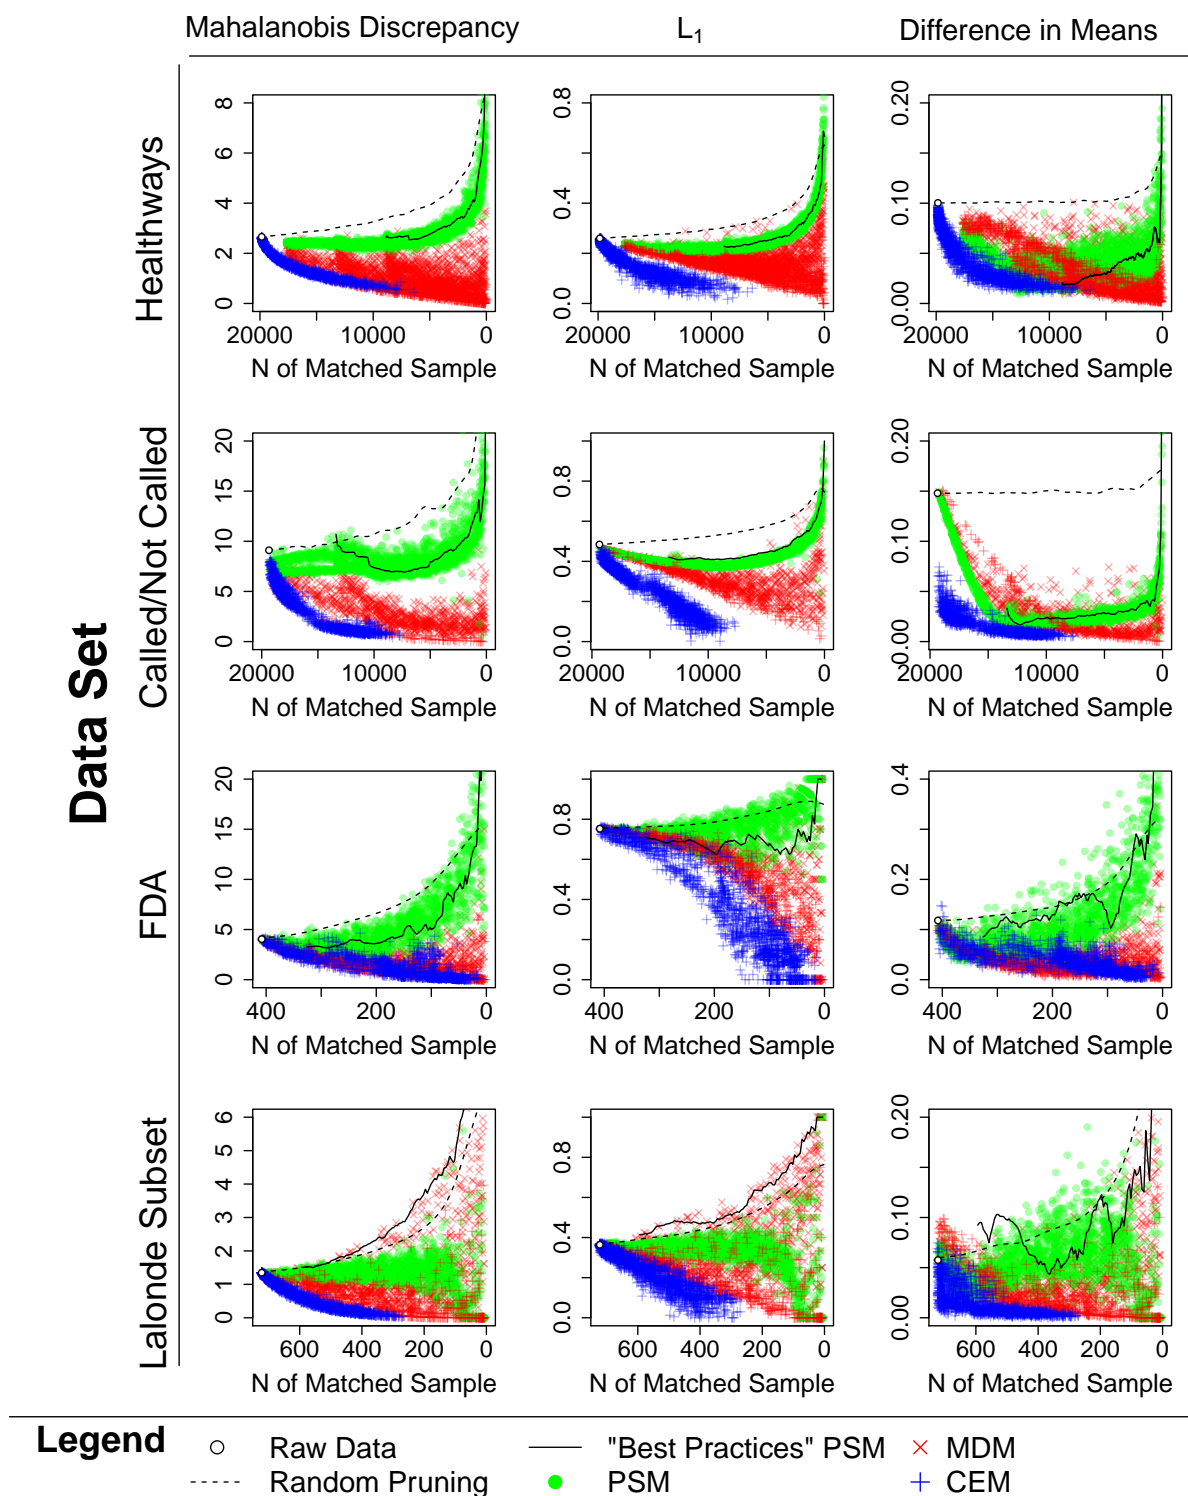 Mahalanobis Discrepancy L₁ Difference in Means
Data Set
Healthways
0 2 4 6 8
20000 10000 0
N of Matched Sample
0.0 0.4 0.8
20000 10000 0
N of Matched Sample
0.00 0.10 0.20
20000 10000 0
N of Matched Sample
Called/Not Called
0 5 10 15 20
20000 10000 0
N of Matched Sample
0.0 0.4 0.8
20000 10000 0
N of Matched Sample
0.00 0.10 0.20
20000 10000 0
N of Matched Sample
FDA
0 5 10 15 20
400 200 0
N of Matched Sample
0.0 0.4 0.8
400 200 0
N of Matched Sample
0.0 0.2 0.4
400 200 0
N of Matched Sample
Lalonde Subset
0 1 2 3 4 5 6
600 400 200 0
N of Matched Sample
0.0 0.4 0.8
600 400 200 0
N of Matched Sample
0.00 0.10 0.20
600 400 200 0
N of Matched Sample
Legend
Raw Data "Best Practices" PSM MDM
Random Pruning PSM CEM